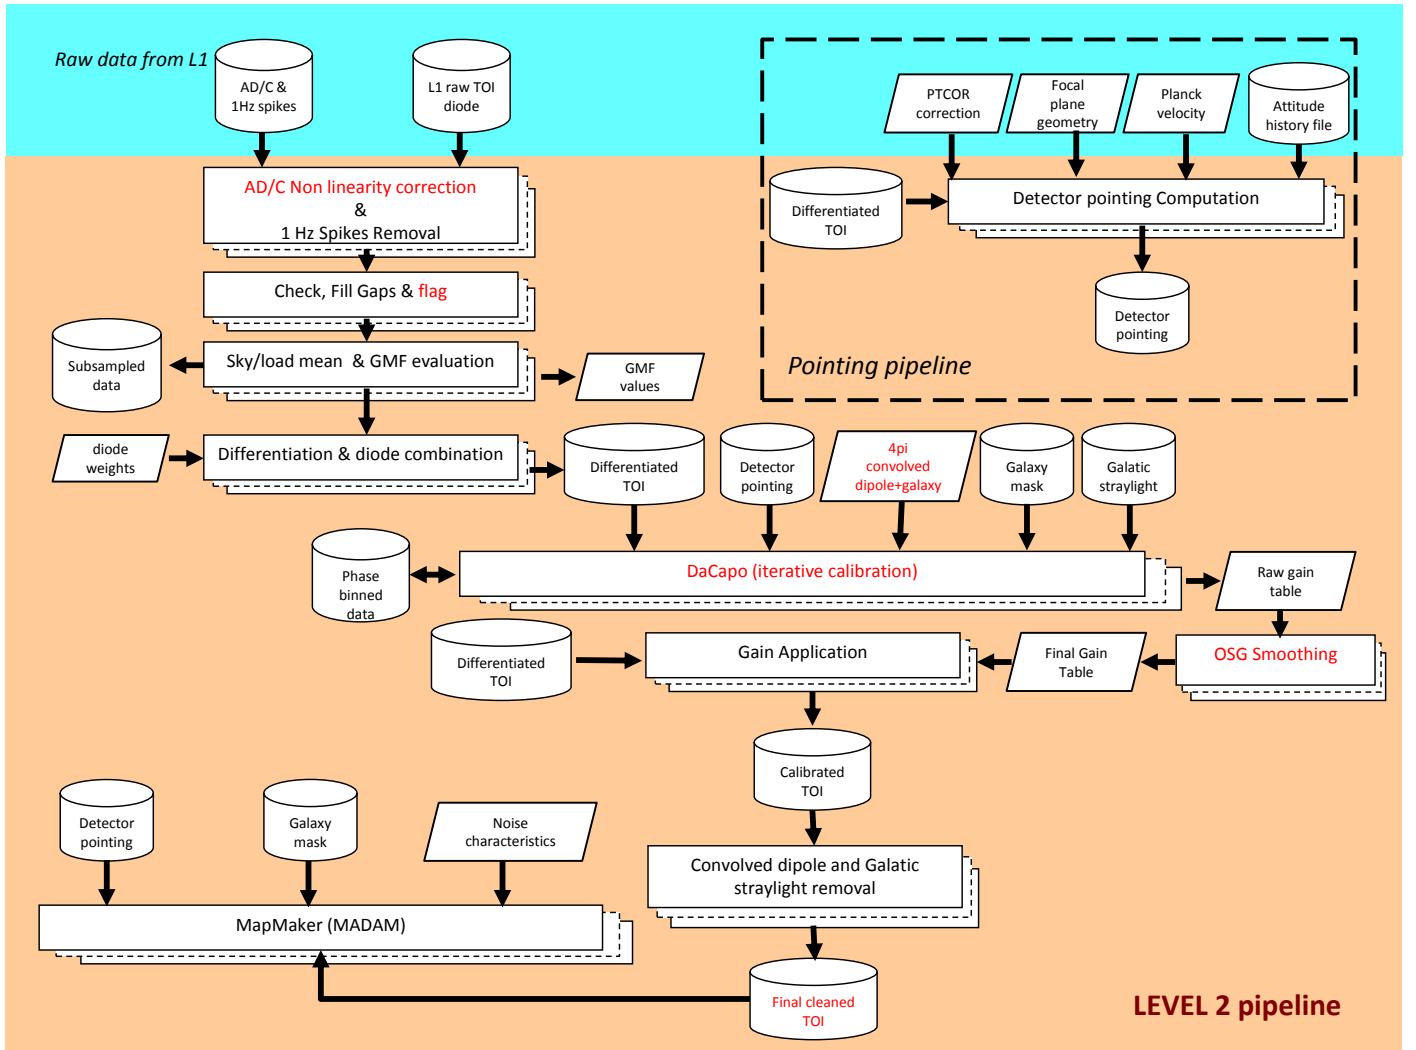 Raw data from L1
AD/C &
1Hz spikes
L1 raw TOI
diode
PTCOR
correction
Focal
plane
geometry
Planck
velocity
Attitude
history file
AD/C Non linearity correction
&
1 Hz Spikes Removal
Differentiated
TOI
Detector pointing Computation
Check, Fill Gaps & flag
Detector
pointing
Pointing pipeline
Subsampled
data
Sky/load mean & GMF evaluation
GMF
values
diode
weights
Differentiation & diode combination
Differentiated
TOI
Detector
pointing
4pi
convolved
dipole+galaxy
Galaxy
mask
Galatic
straylight
Phase
binned
data
DaCapo (iterative calibration)
Raw gain
table
Differentiated
TOI
Gain Application
Final Gain
Table
OSG Smoothing
Calibrated
TOI
Detector
pointing
Galaxy
mask
Noise
characteristics
Convolved dipole and Galatic
straylight removal
MapMaker (MADAM)
Final cleaned
TOI
LEVEL 2 pipeline